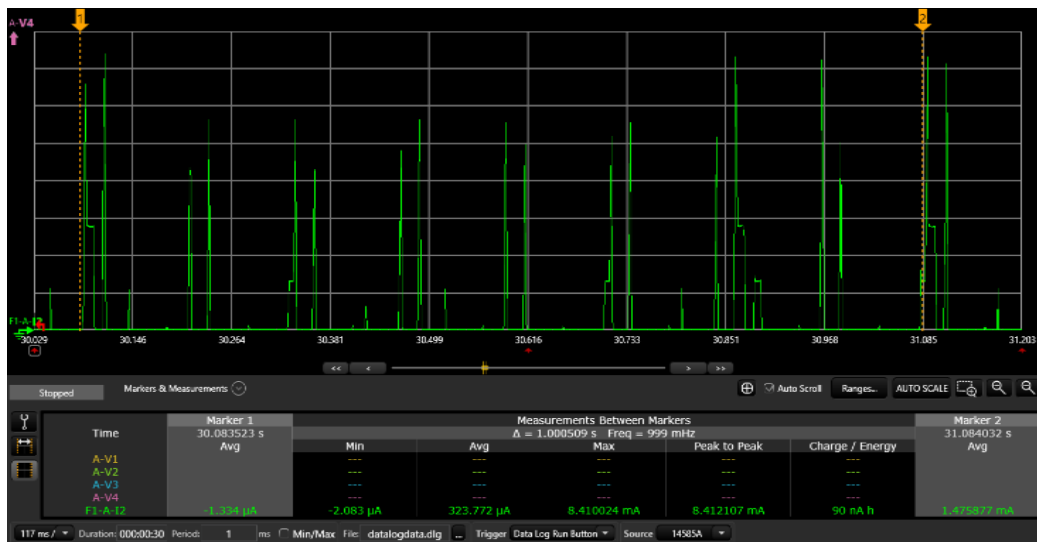 1 2
A-V4
F1-A-I2
30.029 30.146 30.264 30.381 30.499 30.616 30.733 30.851 30.968 31.085 31.203
<< < > >>
Stopped Markers & Measurements Auto Scroll Ranges... AUTO SCALE
Marker 1 Measurements Between Markers Marker 2
Time 30.083523 s Δ = 1.000509 s Freq = 999 mHz 31.084032 s
Avg Min Avg Max Peak to Peak Charge / Energy Avg
A-V1 --- --- --- --- --- --- ---
A-V2 --- --- --- --- --- --- ---
A-V3 --- --- --- --- --- --- ---
A-V4 --- --- --- --- --- --- ---
F1-A-I2 -1.334 µA -2.083 µA 323.772 µA 8.410024 mA 8.412107 mA 90 nA h 1.475877 mA
117 ms / Duration: 000:00:30 Period: 1 ms Min/Max File: datalogdata.dlg ... Trigger Data Log Run Button Source 14585A